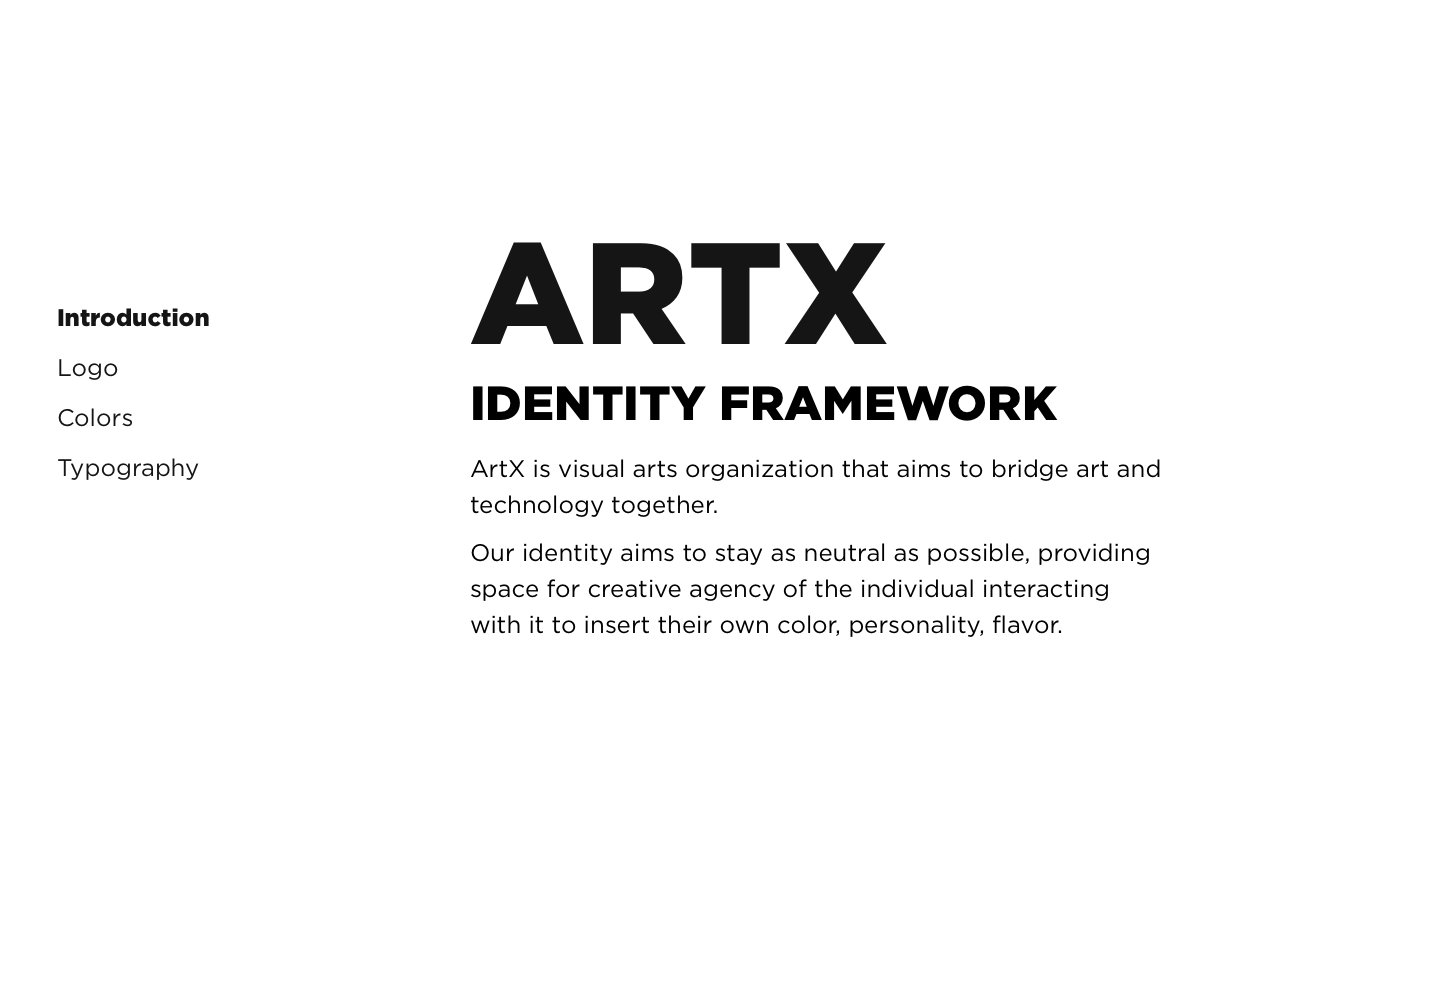 Introduction
Logo
Colors
Typography
ARTX
IDENTITY FRAMEWORK
ArtX is visual arts organization that aims to bridge art and
technology together.
Our identity aims to stay as neutral as possible, providing
space for creative agency of the individual interacting
with it to insert their own color, personality, flavor.